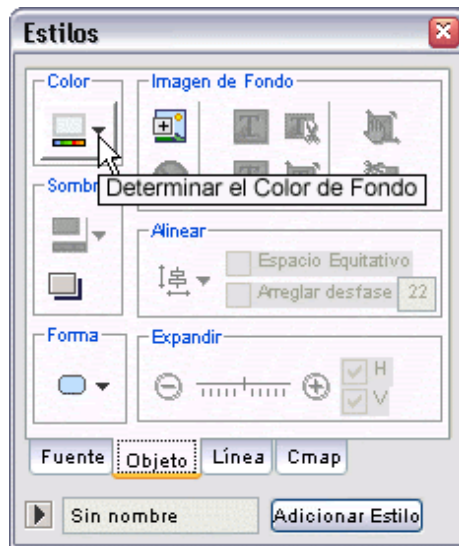 Estilos
Color
Imagen de Fondo
Determinar el Color de Fondo
Alinear
Espacio Equitativo
Arreglar desfase 22
Forma
Expandir
H
V
Fuente Objeto Línea Cmap
Sin nombre Adicionar Estilo